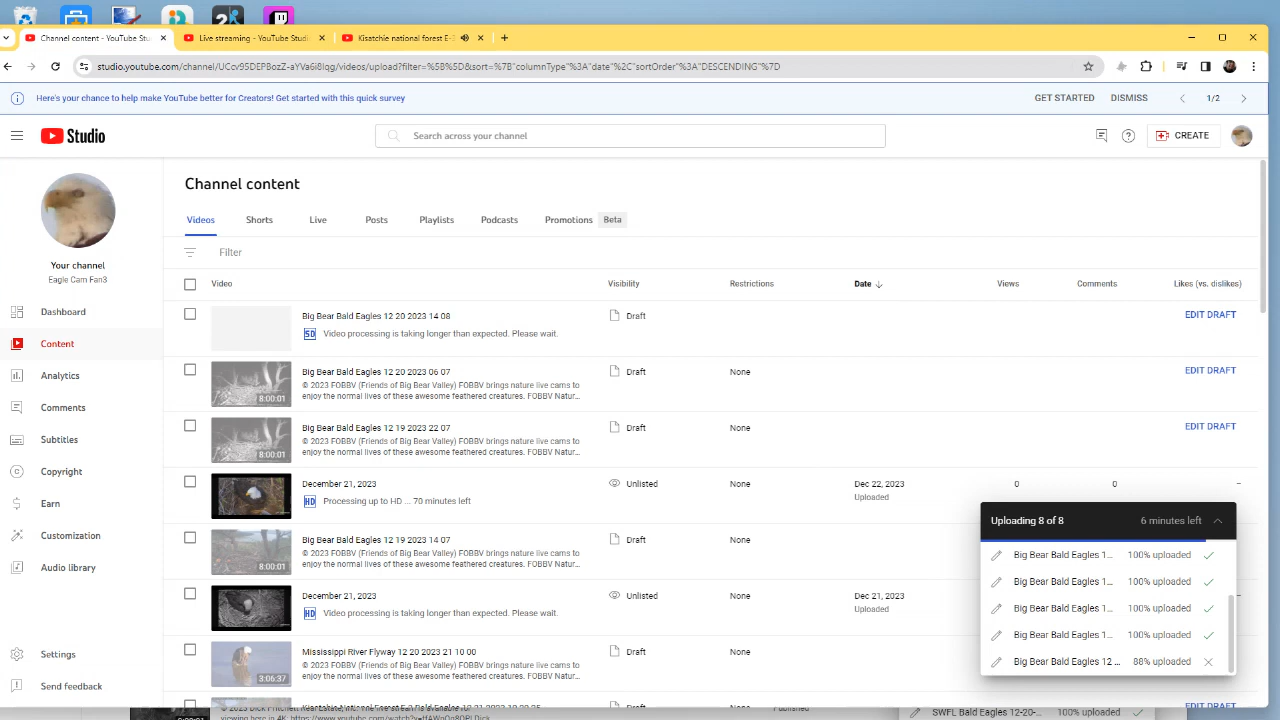 Channel content - YouTube Stu
Live streaming - YouTube Studi
Kisatchie national forest E-3
studio.youtube.com/channel/UCcv95DEPBozZ-aYVa6i8lqg/videos/upload?filter=%5B%5D&sort=%7B"columnType"%3A"date"%2C"sortOrder"%3A"DESCENDING"%7D
Here's your chance to help make YouTube better for Creators! Get started with this quick survey
GET STARTED
DISMISS
1/2
Studio
Search across your channel
CREATE
Your channel
Eagle Cam Fan3
Dashboard
Content
Analytics
Comments
Subtitles
Copyright
Earn
Customization
Audio library
Settings
Send feedback
Channel content
Videos Shorts Live Posts Playlists Podcasts Promotions Beta
Filter
Video Visibility Restrictions Date Views Comments Likes (vs. dislikes)
Big Bear Bald Eagles 12 20 2023 14 08 Draft EDIT DRAFT
SD Video processing is taking longer than expected. Please wait.
Big Bear Bald Eagles 12 20 2023 06 07 Draft None EDIT DRAFT
© 2023 FOBBV (Friends of Big Bear Valley) FOBBV brings nature live cams to
enjoy the normal lives of these awesome feathered creatures. FOBBV Natur...
8:00:01
Big Bear Bald Eagles 12 19 2023 22 07 Draft None EDIT DRAFT
© 2023 FOBBV (Friends of Big Bear Valley) FOBBV brings nature live cams to
enjoy the normal lives of these awesome feathered creatures. FOBBV Natur...
8:00:01
December 21, 2023 Unlisted Dec 22, 2023 0 0 –
HD Processing up to HD ... 70 minutes left Uploaded
Big Bear Bald Eagles 12 19 2023 14 07 Draft None
© 2023 FOBBV (Friends of Big Bear Valley) FOBBV brings nature live cams to
enjoy the normal lives of these awesome feathered creatures. FOBBV Natur...
8:00:01
December 21, 2023 Unlisted Dec 21, 2023 –
HD Video processing is taking longer than expected. Please wait. Uploaded
Mississippi River Flyway 12 20 2023 21 10 00 Draft None
© 2023 FOBBV (Friends of Big Bear Valley) FOBBV brings nature live cams to
enjoy the normal lives of these awesome feathered creatures. FOBBV Natur...
3:06:37
Uploading 8 of 8 6 minutes left
Big Bear Bald Eagles 1... 100% uploaded
Big Bear Bald Eagles 1... 100% uploaded
Big Bear Bald Eagles 1... 100% uploaded
Big Bear Bald Eagles 1... 100% uploaded
Big Bear Bald Eagles 12 ... 88% uploaded
EDIT DRAFT
SWFL Bald Eagles 12-20-... 100% uploaded